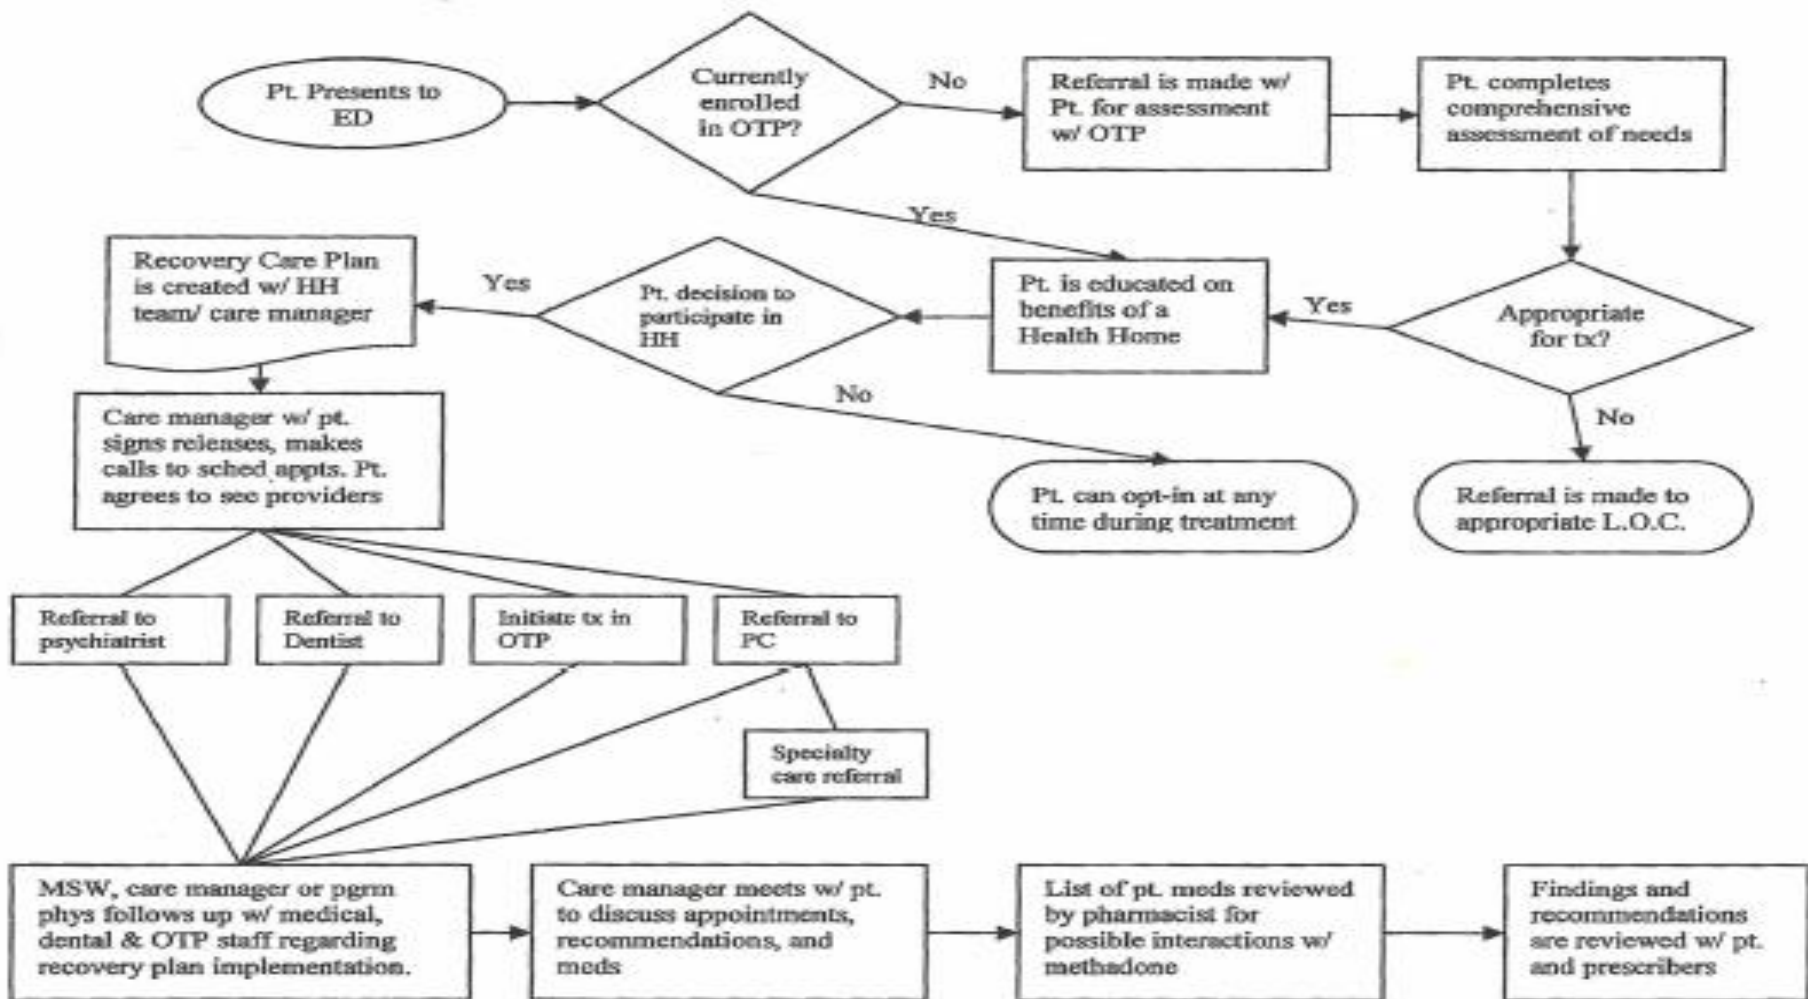 Pt. Presents to
ED
Currently
enrolled
in OTP?
No
Referral is made w/
Pt. for assessment
w/ OTP
Pt. completes
comprehensive
assessment of needs
Yes
Recovery Care Plan
is created w/ HH
team/ care manager
Yes
Pt. decision to
participate in
HH
Pt. is educated on
benefits of a
Health Home
Yes
Appropriate
for tx?
No
No
Care manager w/ pt.
signs releases, makes
calls to sched appts. Pt.
agrees to see providers
Pt. can opt-in at any
time during treatment
Referral is made to
appropriate L.O.C.
Referral to
psychiatrist
Referral to
Dentist
Initiate tx in
OTP
Referral to
PC
Specialty
care referral
MSW, care manager or pgrm
phys follows up w/ medical,
dental & OTP staff regarding
recovery plan implementation.
Care manager meets w/ pt.
to discuss appointments,
recommendations, and
meds
List of pt. meds reviewed
by pharmacist for
possible interactions w/
methadone
Findings and
recommendations
are reviewed w/ pt.
and prescribers